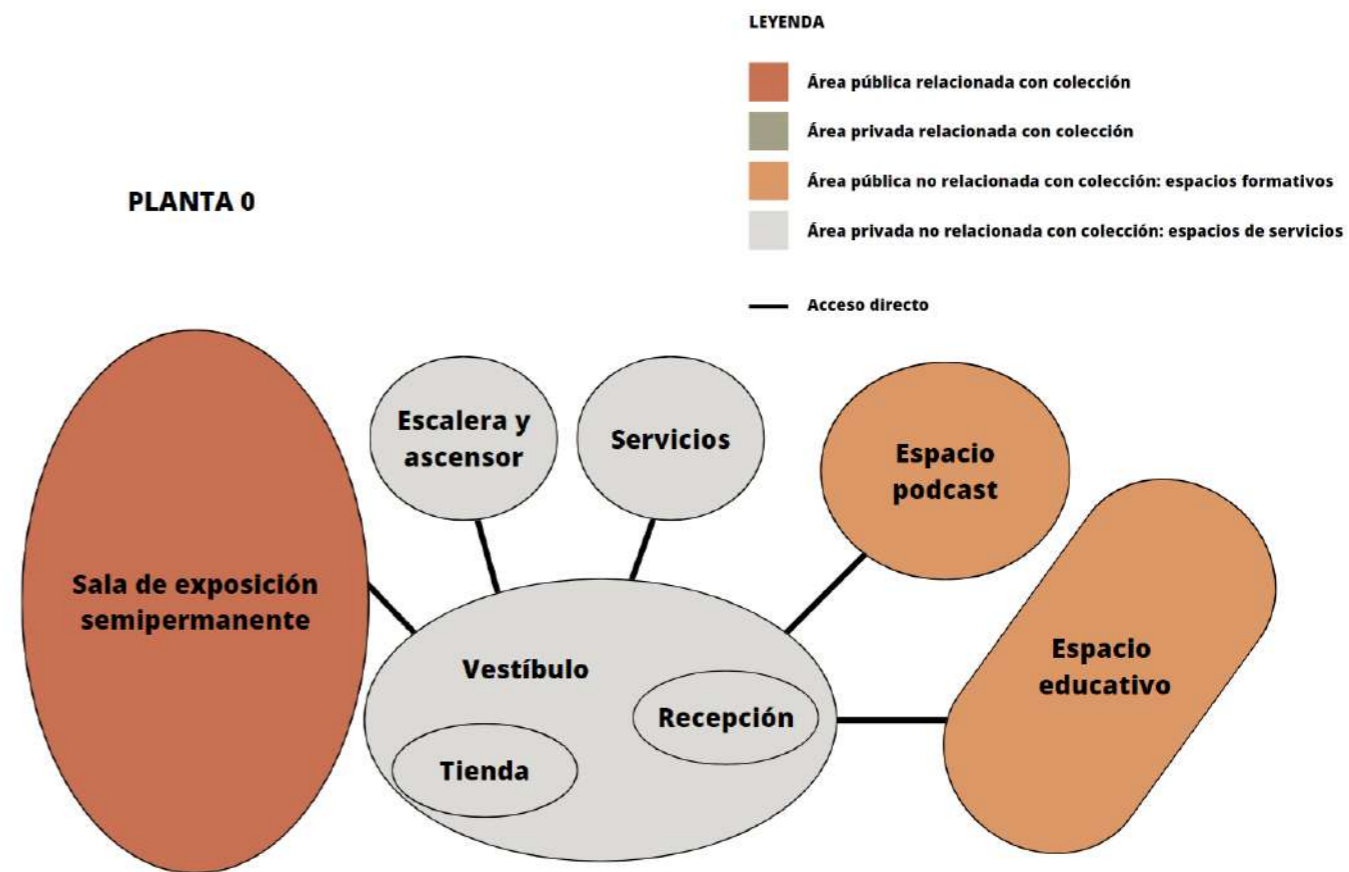 LEYENDA
Área pública relacionada con colección
Área privada relacionada con colección
Área pública no relacionada con colección: espacios formativos
Área privada no relacionada con colección: espacios de servicios
Acceso directo
PLANTA 0
Sala de exposición
semipermanente
Escalera y
ascensor
Servicios
Espacio
podcast
Espacio
educativo
Vestíbulo
Recepción
Tienda